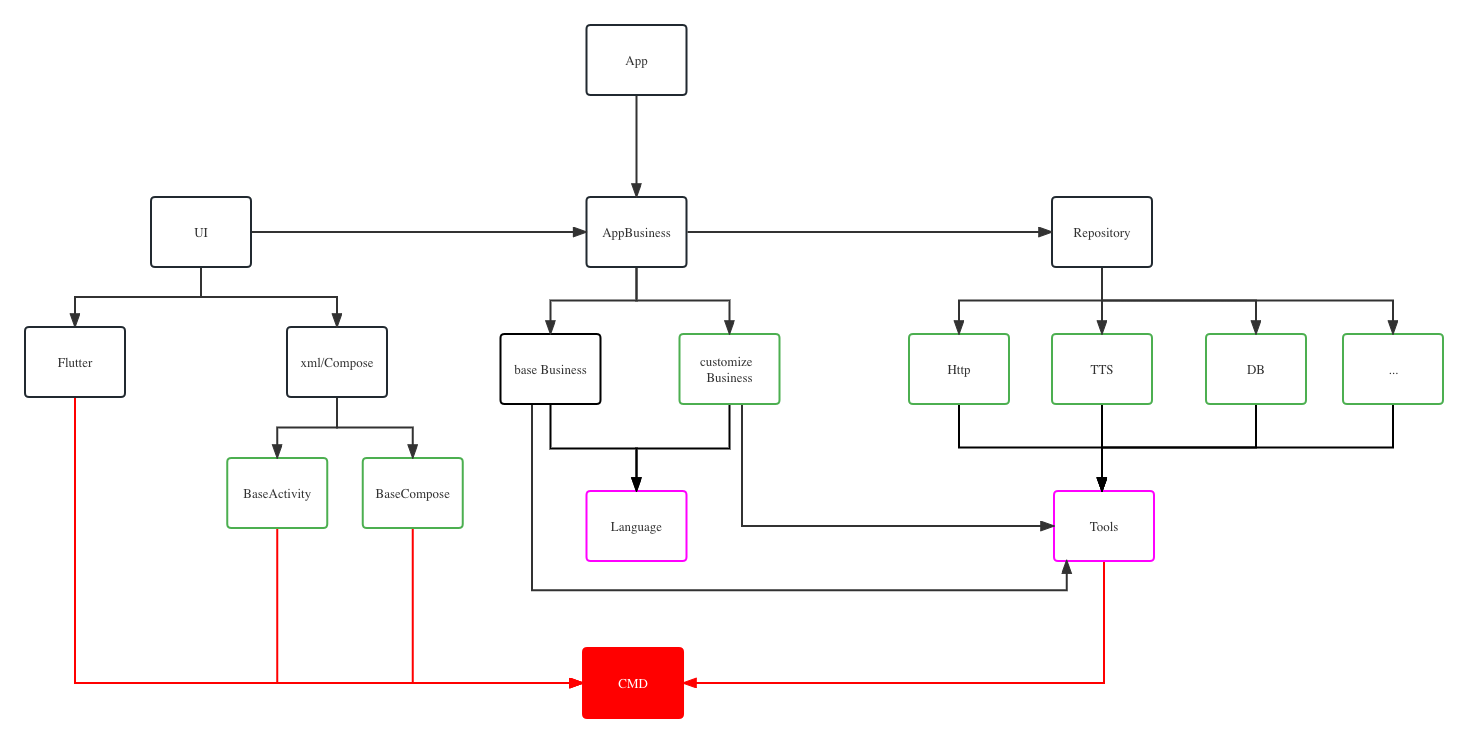 App
UI
AppBusiness
Repository
Flutter
xml/Compose
base Business
customize
Business
Http
TTS
DB
...
BaseActivity
BaseCompose
Language
Tools
CMD